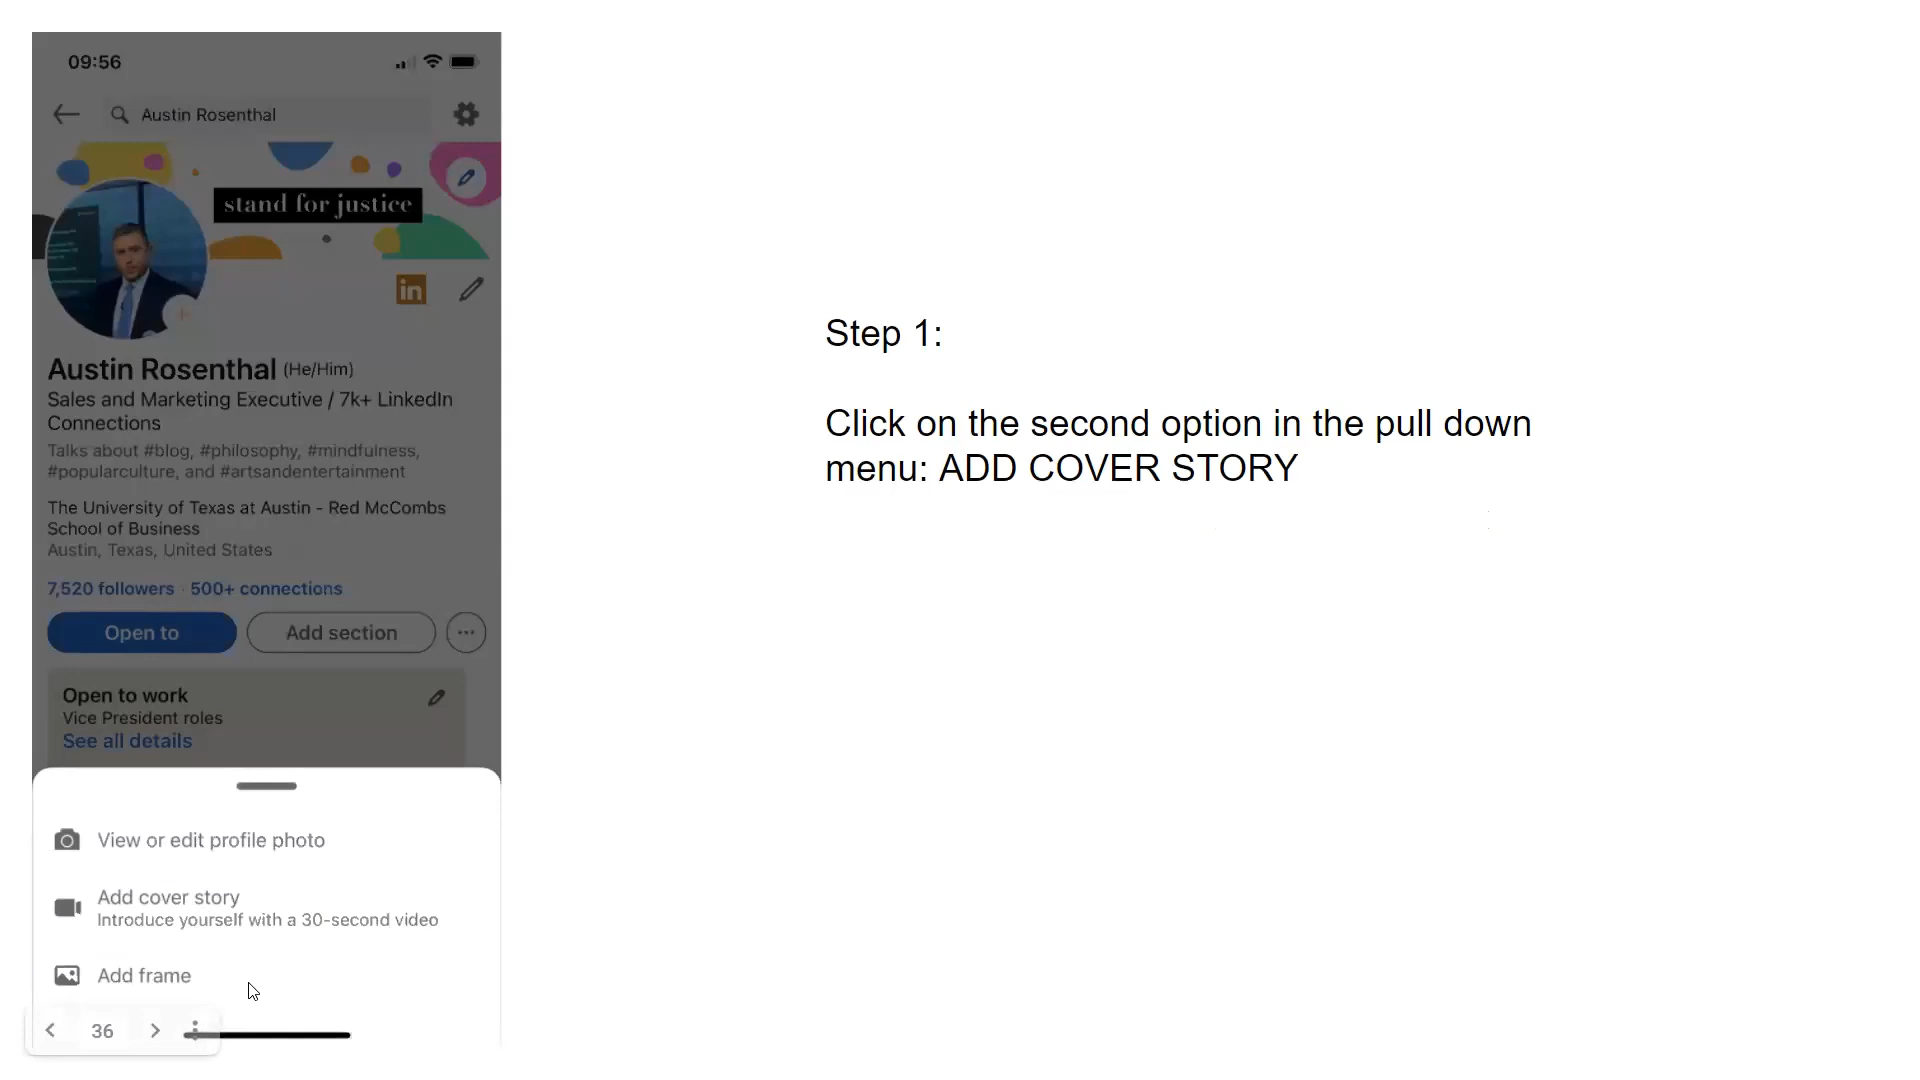 09:56
Austin Rosenthal
stand for justice
in
Austin Rosenthal (He/Him)
Sales and Marketing Executive / 7k+ LinkedIn
Connections
Talks about #blog, #philosophy, #mindfulness,
#popularculture, and #artsandentertainment
The University of Texas at Austin - Red McCombs
School of Business
Austin, Texas, United States
7,520 followers · 500+ connections
Open to
Add section
Open to work
Vice President roles
See all details
View or edit profile photo
Add cover story
Introduce yourself with a 30-second video
Add frame
36
Step 1:
Click on the second option in the pull down
menu: ADD COVER STORY